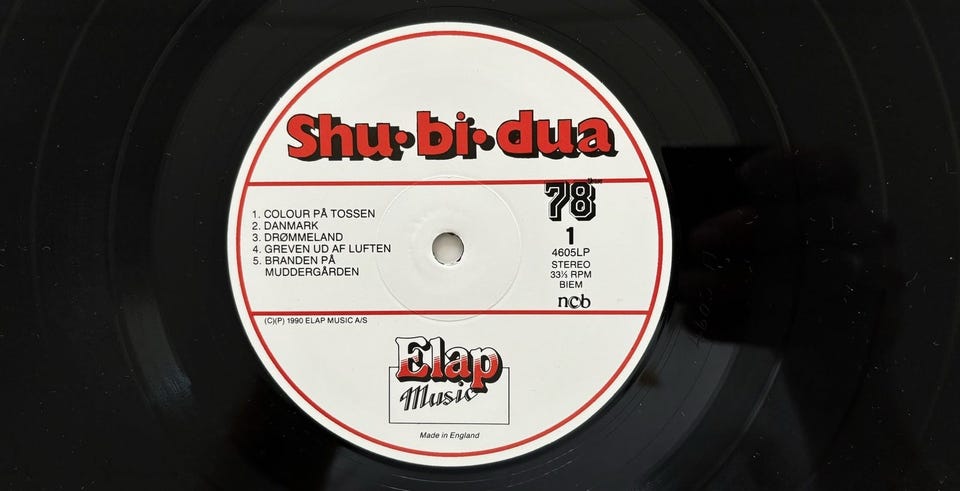 Shu·bi·dua
78
1
1. COLOUR PÅ TOSSEN
2. DANMARK
3. DRØMMELAND
4. GREVEN UD AF LUFTEN
5. BRANDEN PÅ
MUDDERGÅRDEN
4605LP
STEREO
33⅓ RPM
BIEM
ncb
(C)(P) 1990 ELAP MUSIC A/S
Elap
Music
Made in England